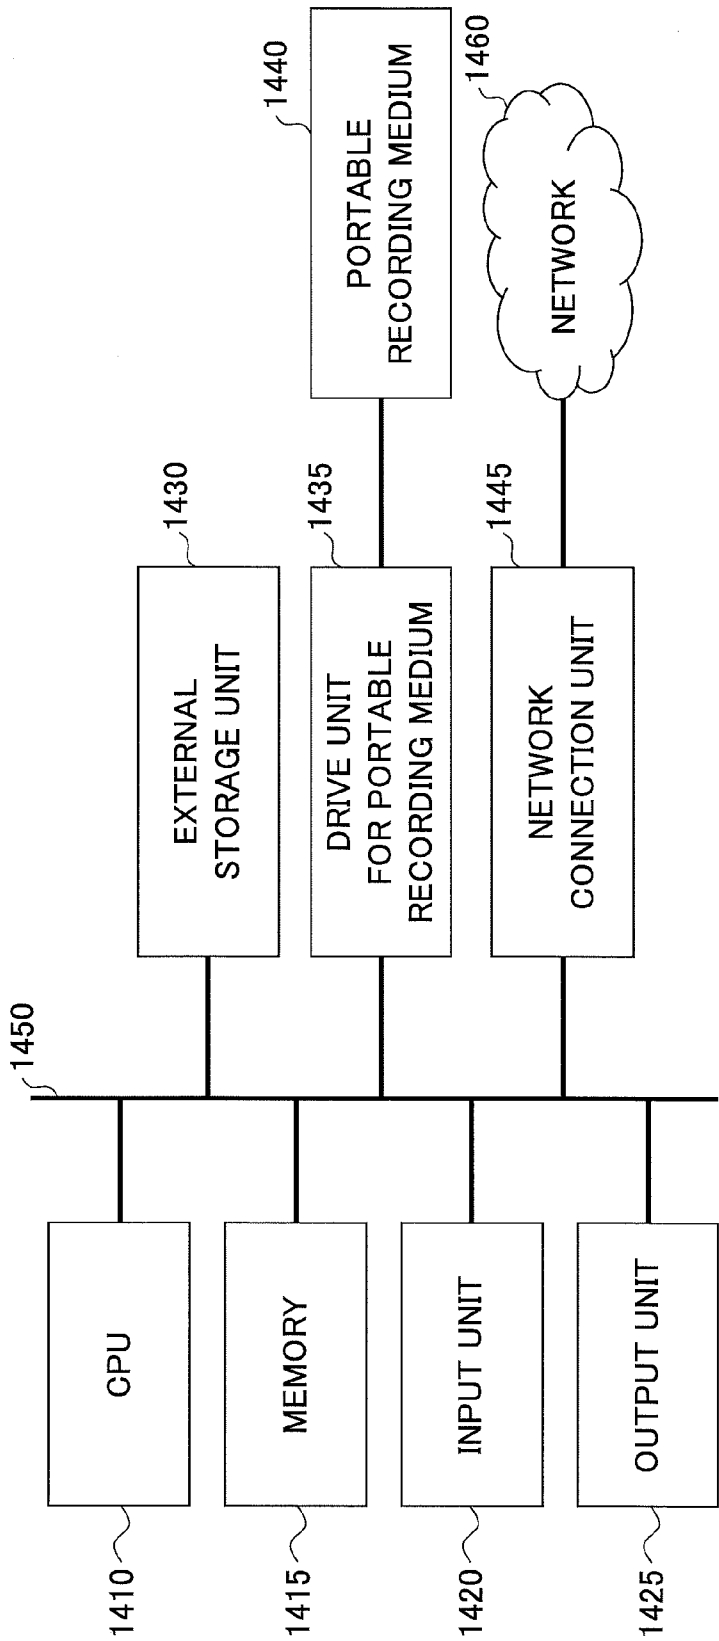 1410
CPU
1415
MEMORY
1420
INPUT UNIT
1425
OUTPUT UNIT
1450
1430
EXTERNAL
STORAGE UNIT
1435
DRIVE UNIT
FOR PORTABLE
RECORDING MEDIUM
1445
NETWORK
CONNECTION UNIT
1440
PORTABLE
RECORDING MEDIUM
1460
NETWORK